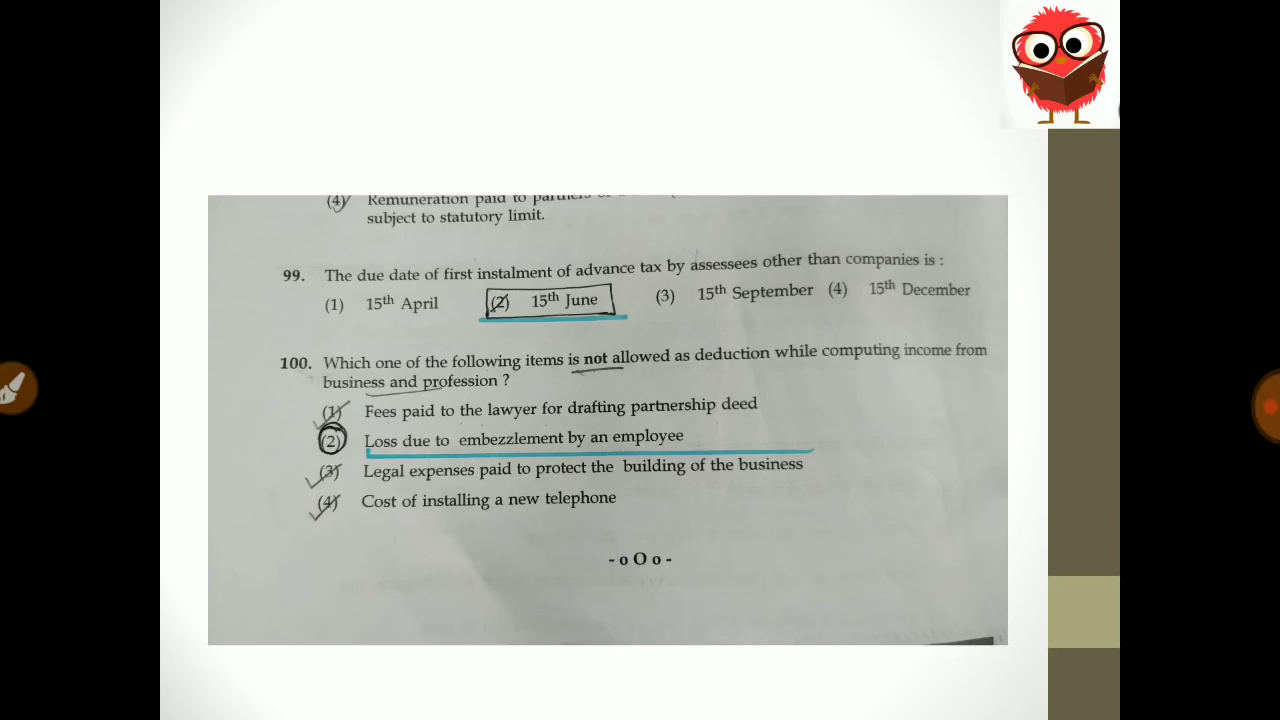 (4) Remuneration paid to partners
subject to statutory limit.
99. The due date of first instalment of advance tax by assessees other than companies is :
(1) 15th April (2) 15th June (3) 15th September (4) 15th December
100. Which one of the following items is not allowed as deduction while computing income from
business and profession ?
(1) Fees paid to the lawyer for drafting partnership deed
(2) Loss due to embezzlement by an employee
(3) Legal expenses paid to protect the building of the business
(4) Cost of installing a new telephone
- o O o -